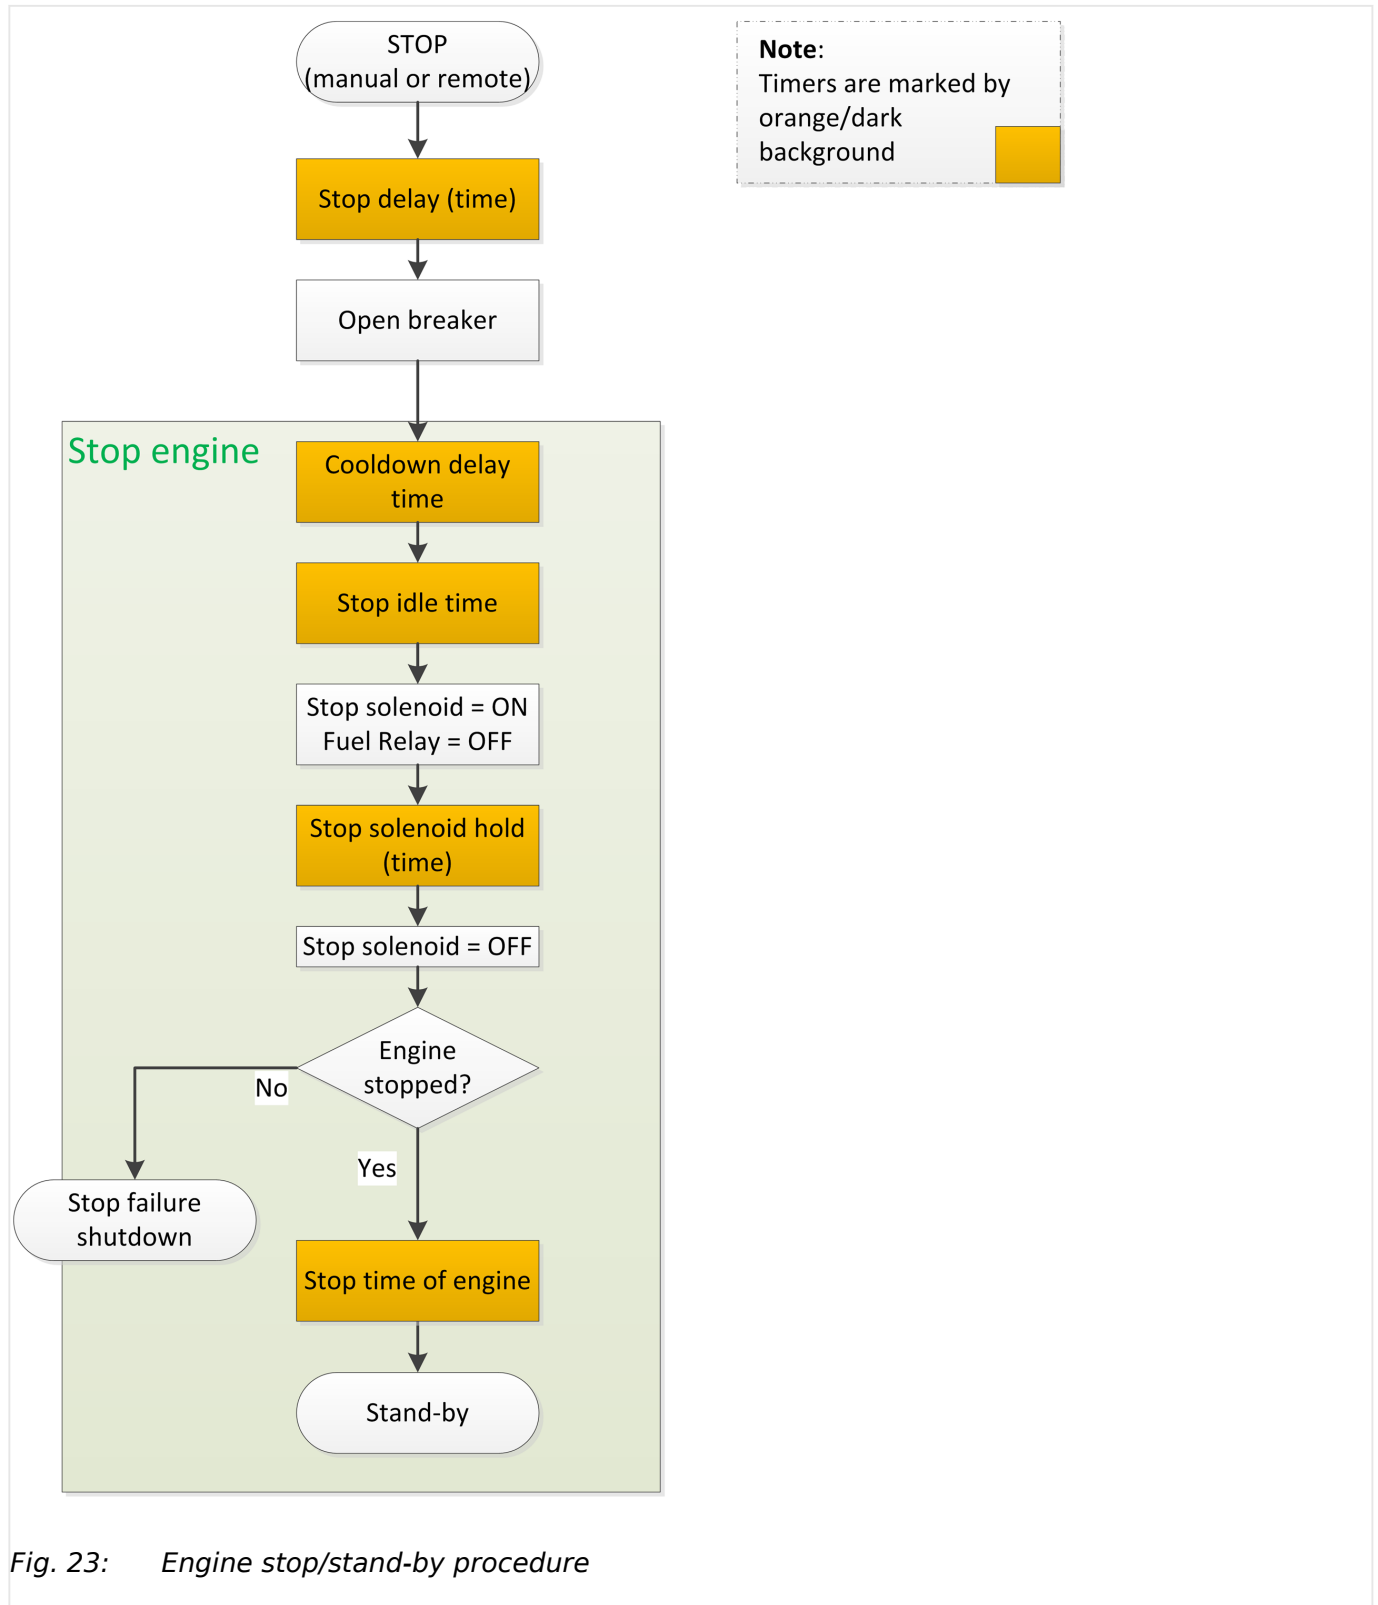 STOP
(manual or remote)
Note:
Timers are marked by
orange/dark
background
Stop delay (time)
Open breaker
Stop engine
Cooldown delay
time
Stop idle time
Stop solenoid = ON
Fuel Relay = OFF
Stop solenoid hold
(time)
Stop solenoid = OFF
Engine
stopped?
No
Yes
Stop failure
shutdown
Stop time of engine
Stand-by
Fig. 23: Engine stop/stand-by procedure